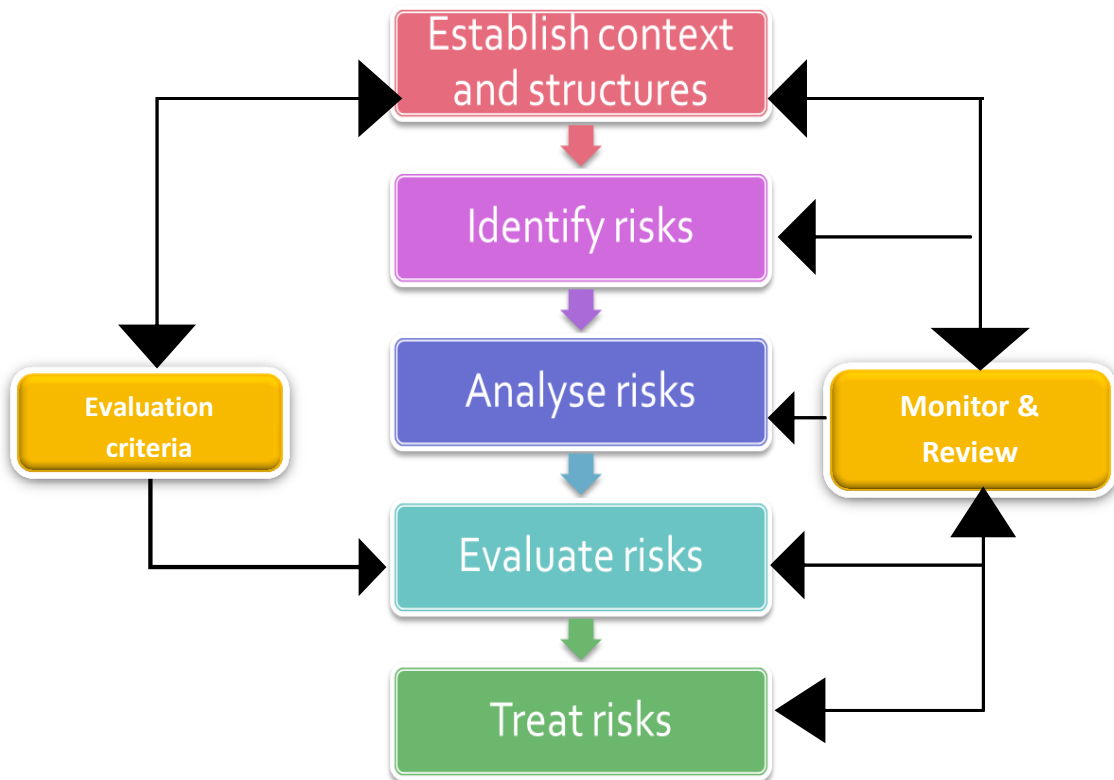 Establish context
and structures
Identify risks
Analyse risks
Evaluation
criteria
Monitor &
Review
Evaluate risks
Treat risks